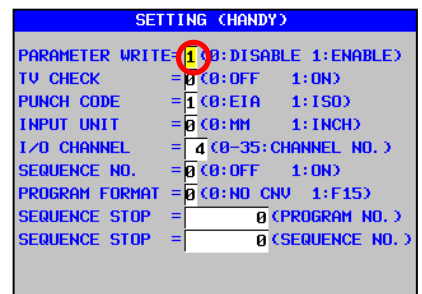 SETTING (HANDY)
PARAMETER WRITE=1(0:DISABLE 1:ENABLE)
TV CHECK =0(0:OFF 1:ON)
PUNCH CODE =1(0:EIA 1:ISO)
INPUT UNIT =0(0:MM 1:INCH)
I/O CHANNEL = 4(0-35:CHANNEL NO.)
SEQUENCE NO. =0(0:OFF 1:ON)
PROGRAM FORMAT =0(0:NO CNV 1:F15)
SEQUENCE STOP = 0(PROGRAM NO.)
SEQUENCE STOP = 0(SEQUENCE NO.)